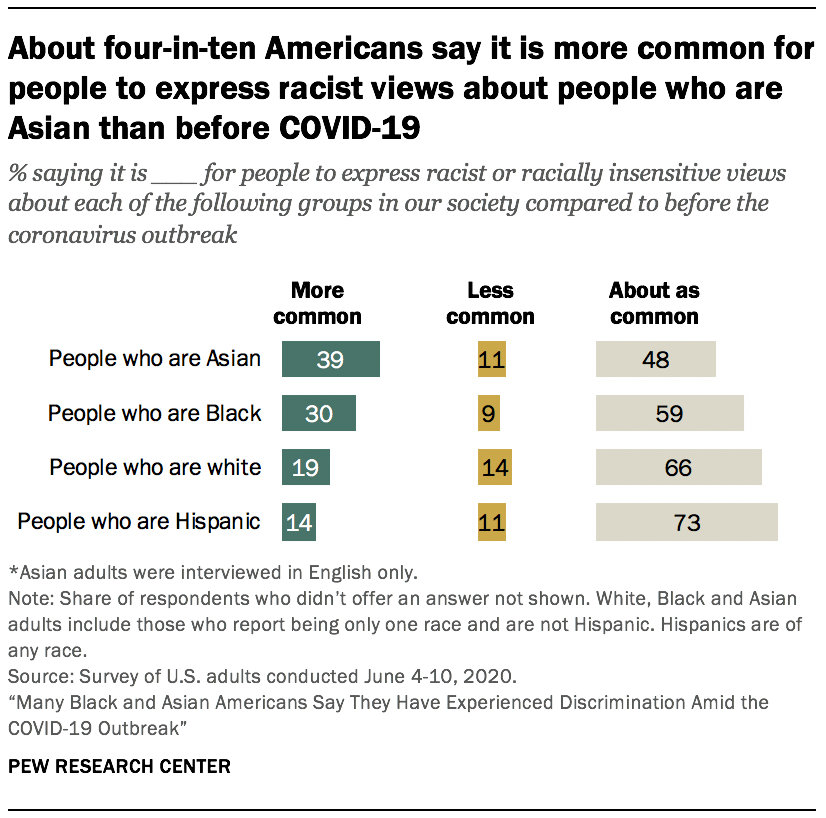 About four-in-ten Americans say it is more common for
people to express racist views about people who are
Asian than before COVID-19
% saying it is ___ for people to express racist or racially insensitive views
about each of the following groups in our society compared to before the
coronavirus outbreak
More common Less common About as common
People who are Asian 39 11 48
People who are Black 30 9 59
People who are white 19 14 66
People who are Hispanic 14 11 73
*Asian adults were interviewed in English only.
Note: Share of respondents who didn’t offer an answer not shown. White, Black and Asian
adults include those who report being only one race and are not Hispanic. Hispanics are of
any race.
Source: Survey of U.S. adults conducted June 4-10, 2020.
“Many Black and Asian Americans Say They Have Experienced Discrimination Amid the
COVID-19 Outbreak”
PEW RESEARCH CENTER